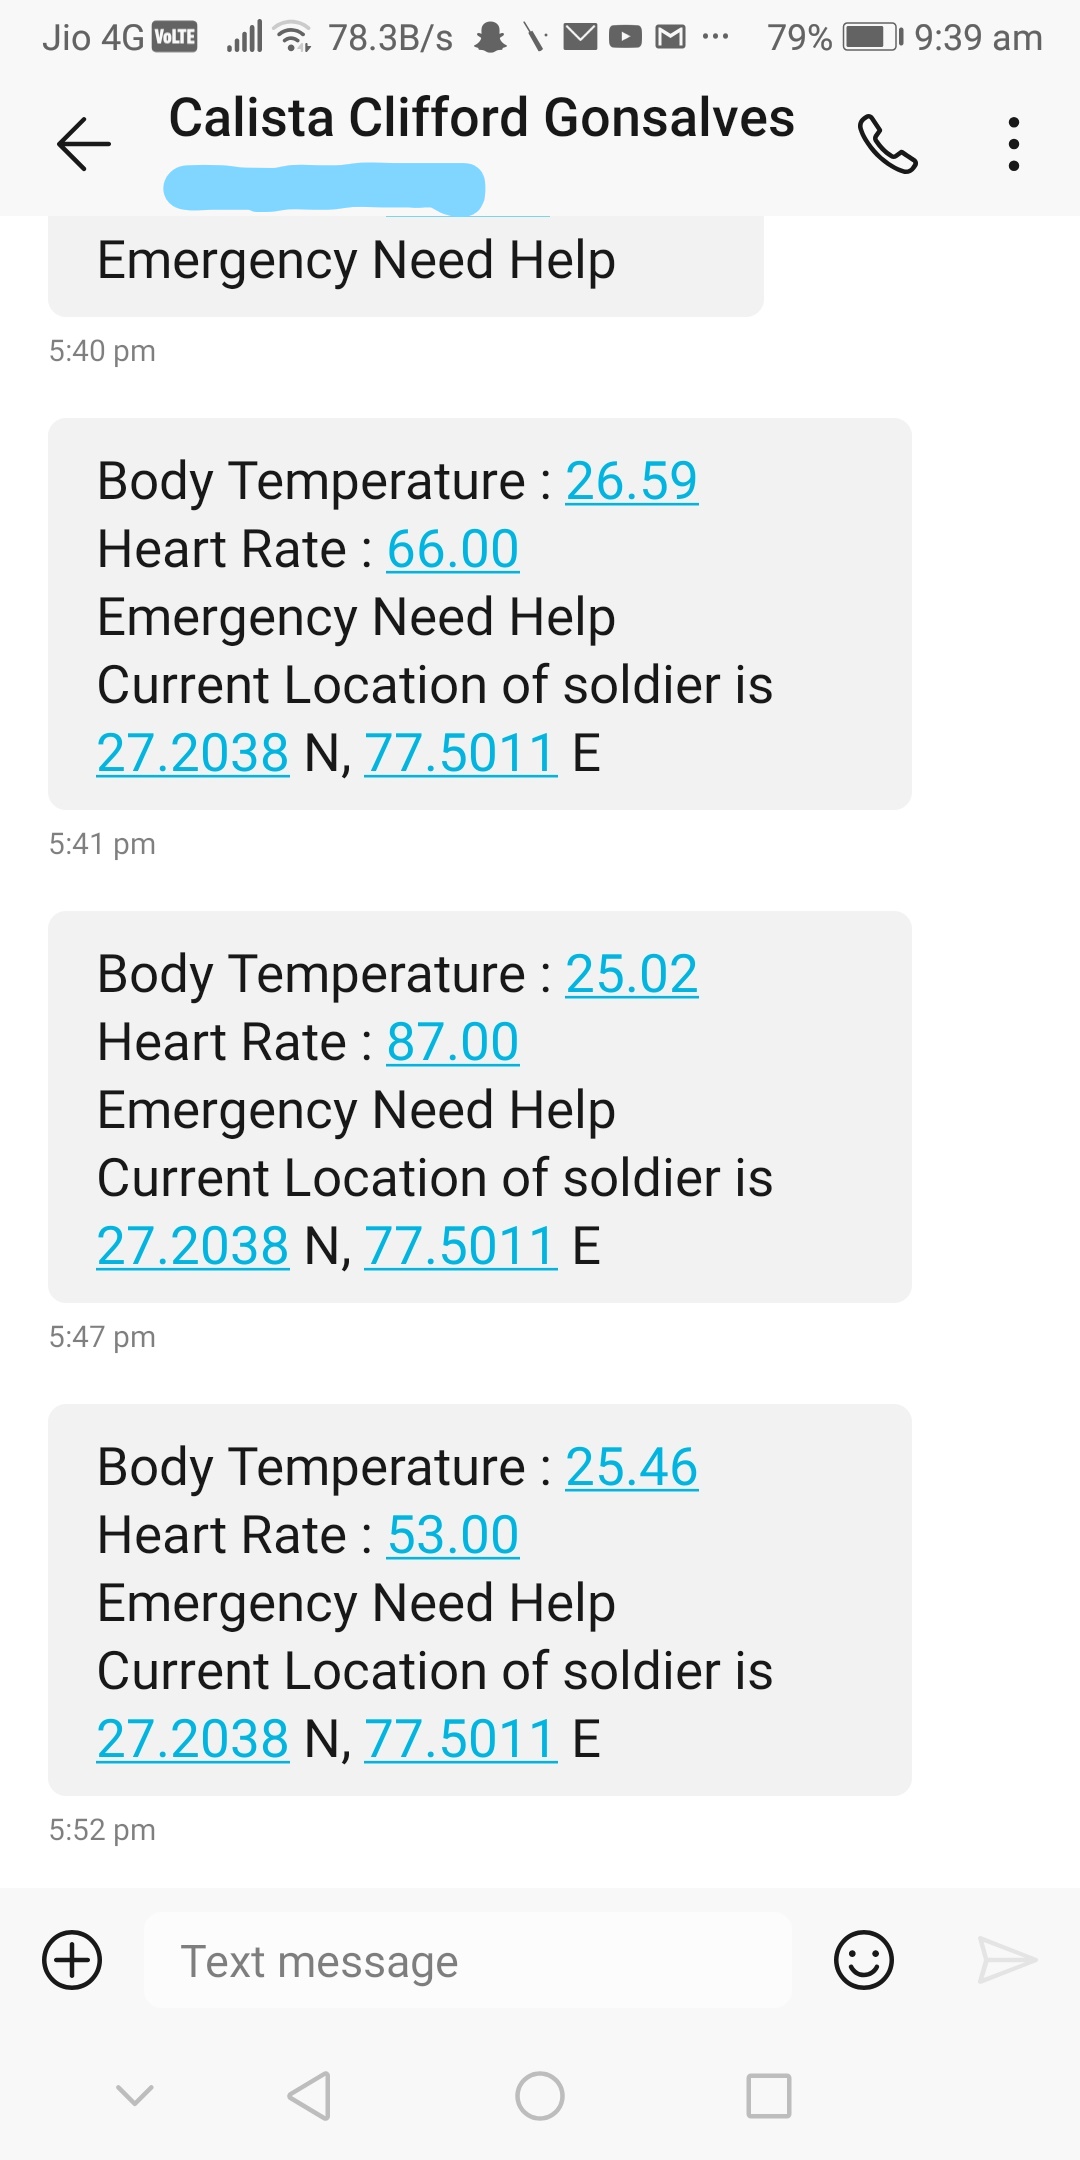 Jio 4G VoLTE 78.3B/s 79% 9:39 am
Calista Clifford Gonsalves
Emergency Need Help
5:40 pm
Body Temperature : 26.59
Heart Rate : 66.00
Emergency Need Help
Current Location of soldier is
27.2038 N, 77.5011 E
5:41 pm
Body Temperature : 25.02
Heart Rate : 87.00
Emergency Need Help
Current Location of soldier is
27.2038 N, 77.5011 E
5:47 pm
Body Temperature : 25.46
Heart Rate : 53.00
Emergency Need Help
Current Location of soldier is
27.2038 N, 77.5011 E
5:52 pm
Text message